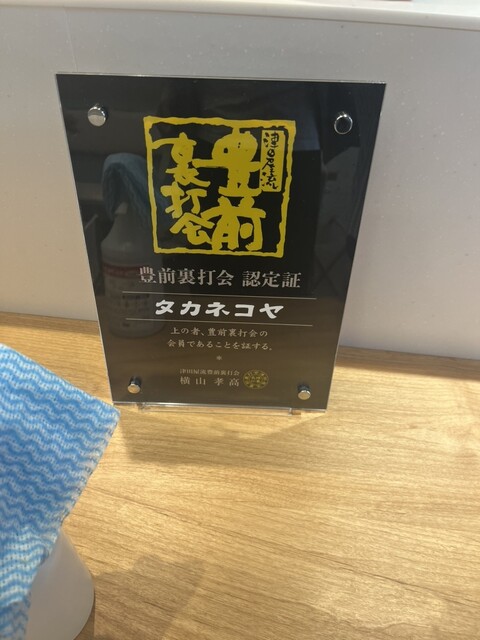 津田屋流
豊前
裏打会
豊前裏打会 認定証
タカネコヤ
上の者、豊前裏打会の
会員であることを証する。
津田屋流豊前裏打会
横山孝高